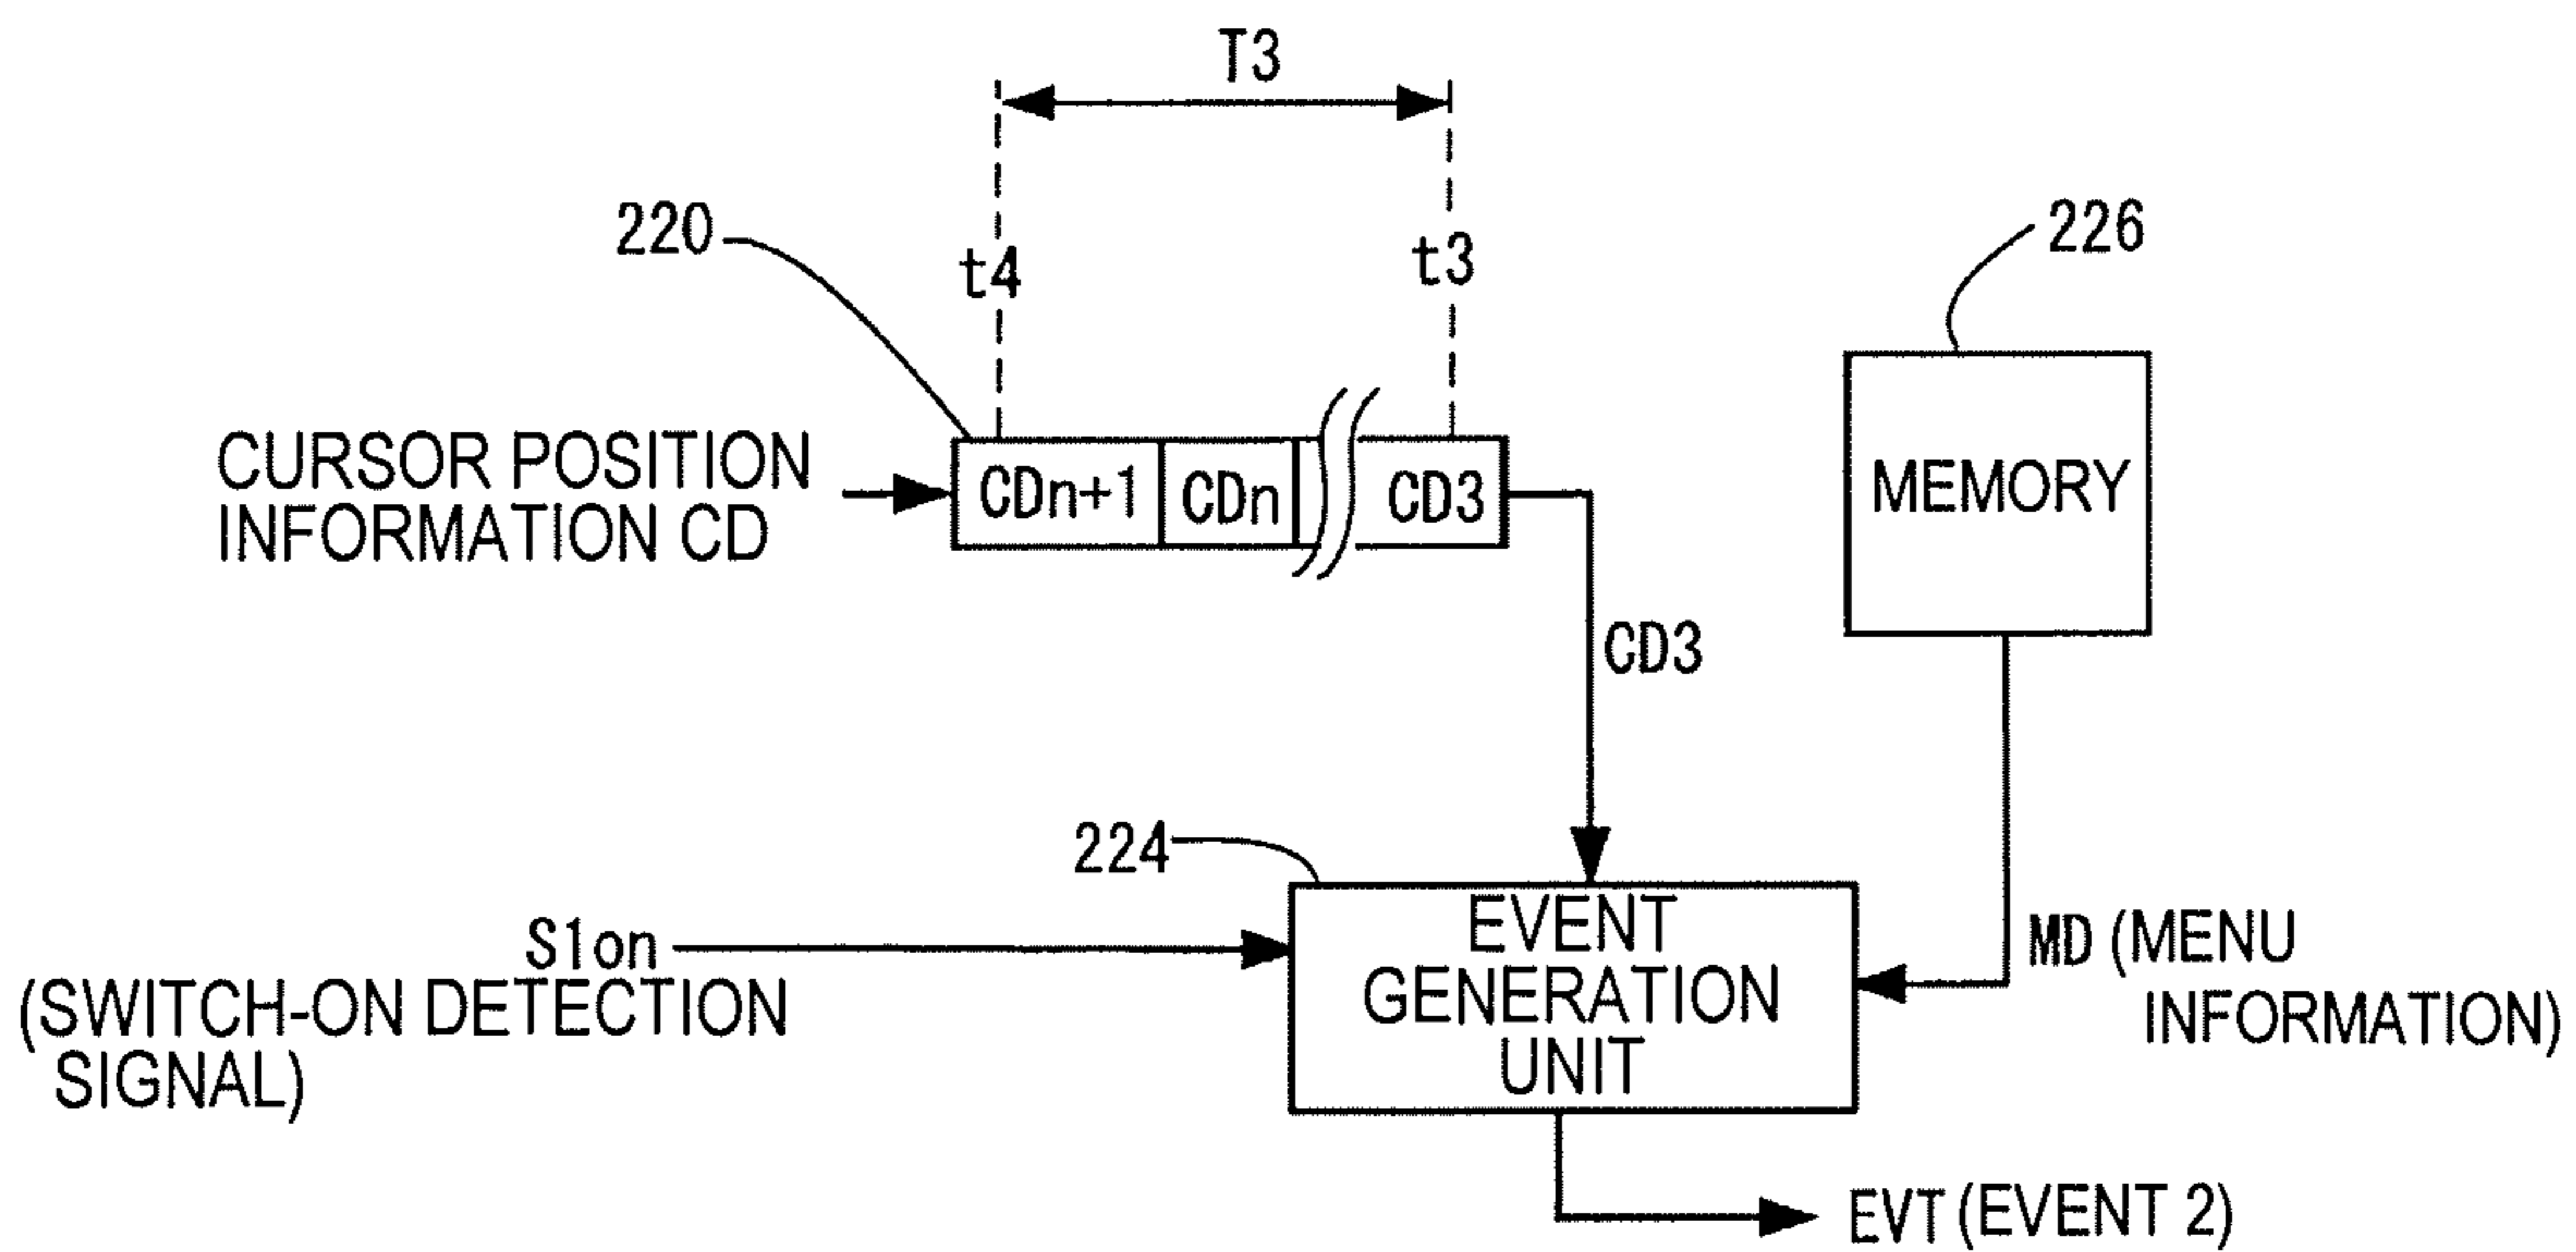 T3
220
t4
t3
226
CURSOR POSITION
INFORMATION CD
CDn+1
CDn
CD3
MEMORY
CD3
224
S1on
(SWITCH-ON DETECTION
SIGNAL)
EVENT
GENERATION
UNIT
MD (MENU
INFORMATION)
EVT (EVENT 2)